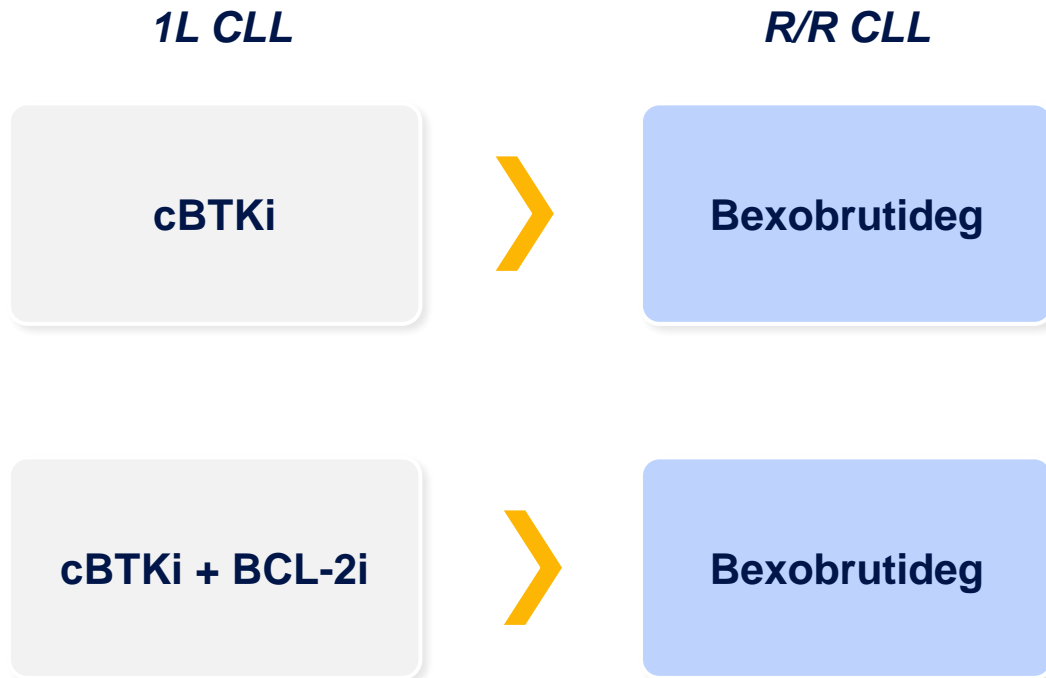 1L CLL
R/R CLL
cBTKi
Bexobrutideg
cBTKi + BCL-2i
Bexobrutideg